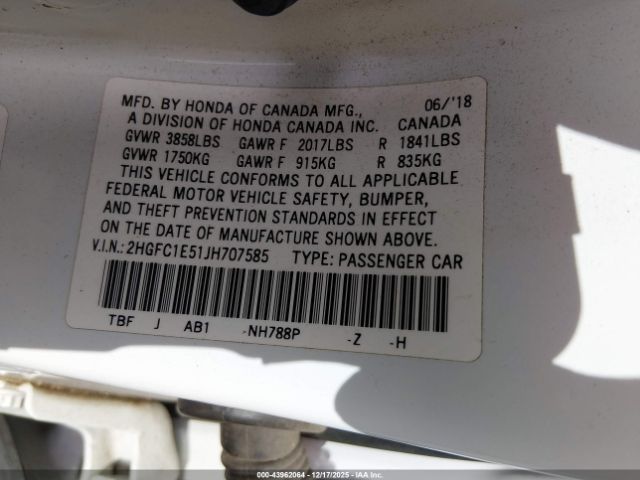 MFD. BY HONDA OF CANADA MFG., 06/'18
A DIVISION OF HONDA CANADA INC. CANADA
GVWR 3858LBS GAWR F 2017LBS R 1841LBS
GVWR 1750KG GAWR F 915KG R 835KG
THIS VEHICLE CONFORMS TO ALL APPLICABLE
FEDERAL MOTOR VEHICLE SAFETY, BUMPER,
AND THEFT PREVENTION STANDARDS IN EFFECT
ON THE DATE OF MANUFACTURE SHOWN ABOVE.
V.I.N.: 2HGFC1E51JH707585 TYPE: PASSENGER CAR
TBF J AB1 -NH788P -Z -H
000-43962064 | 12/17/2025 | IAAI.COM